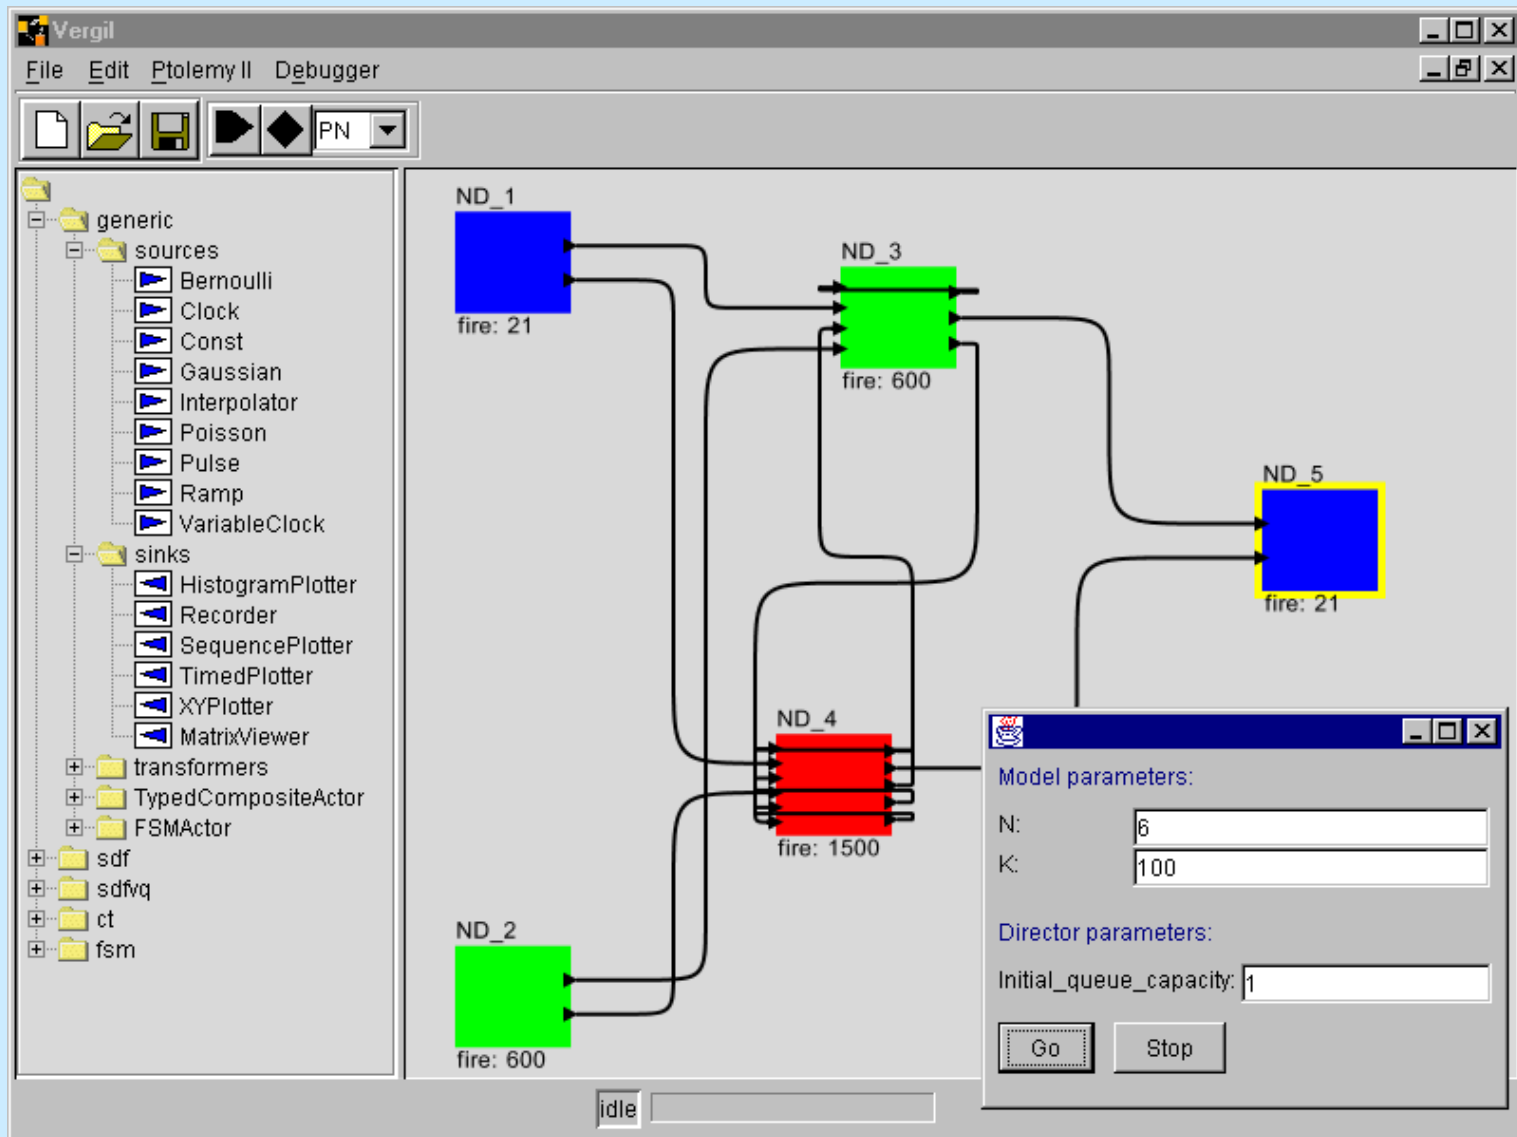 Vergil
File Edit Ptolemy II Debugger
PN
generic
sources
Bernoulli
Clock
Const
Gaussian
Interpolator
Poisson
Pulse
Ramp
VariableClock
sinks
HistogramPlotter
Recorder
SequencePlotter
TimedPlotter
XYPlotter
MatrixViewer
transformers
TypedCompositeActor
FSMActor
sdf
sdfvq
ct
fsm
ND_1
fire: 21
ND_3
fire: 600
ND_5
fire: 21
ND_4
fire: 1500
ND_2
fire: 600
Model parameters:
N: 6
K: 100
Director parameters:
Initial_queue_capacity: 1
Go Stop
idle